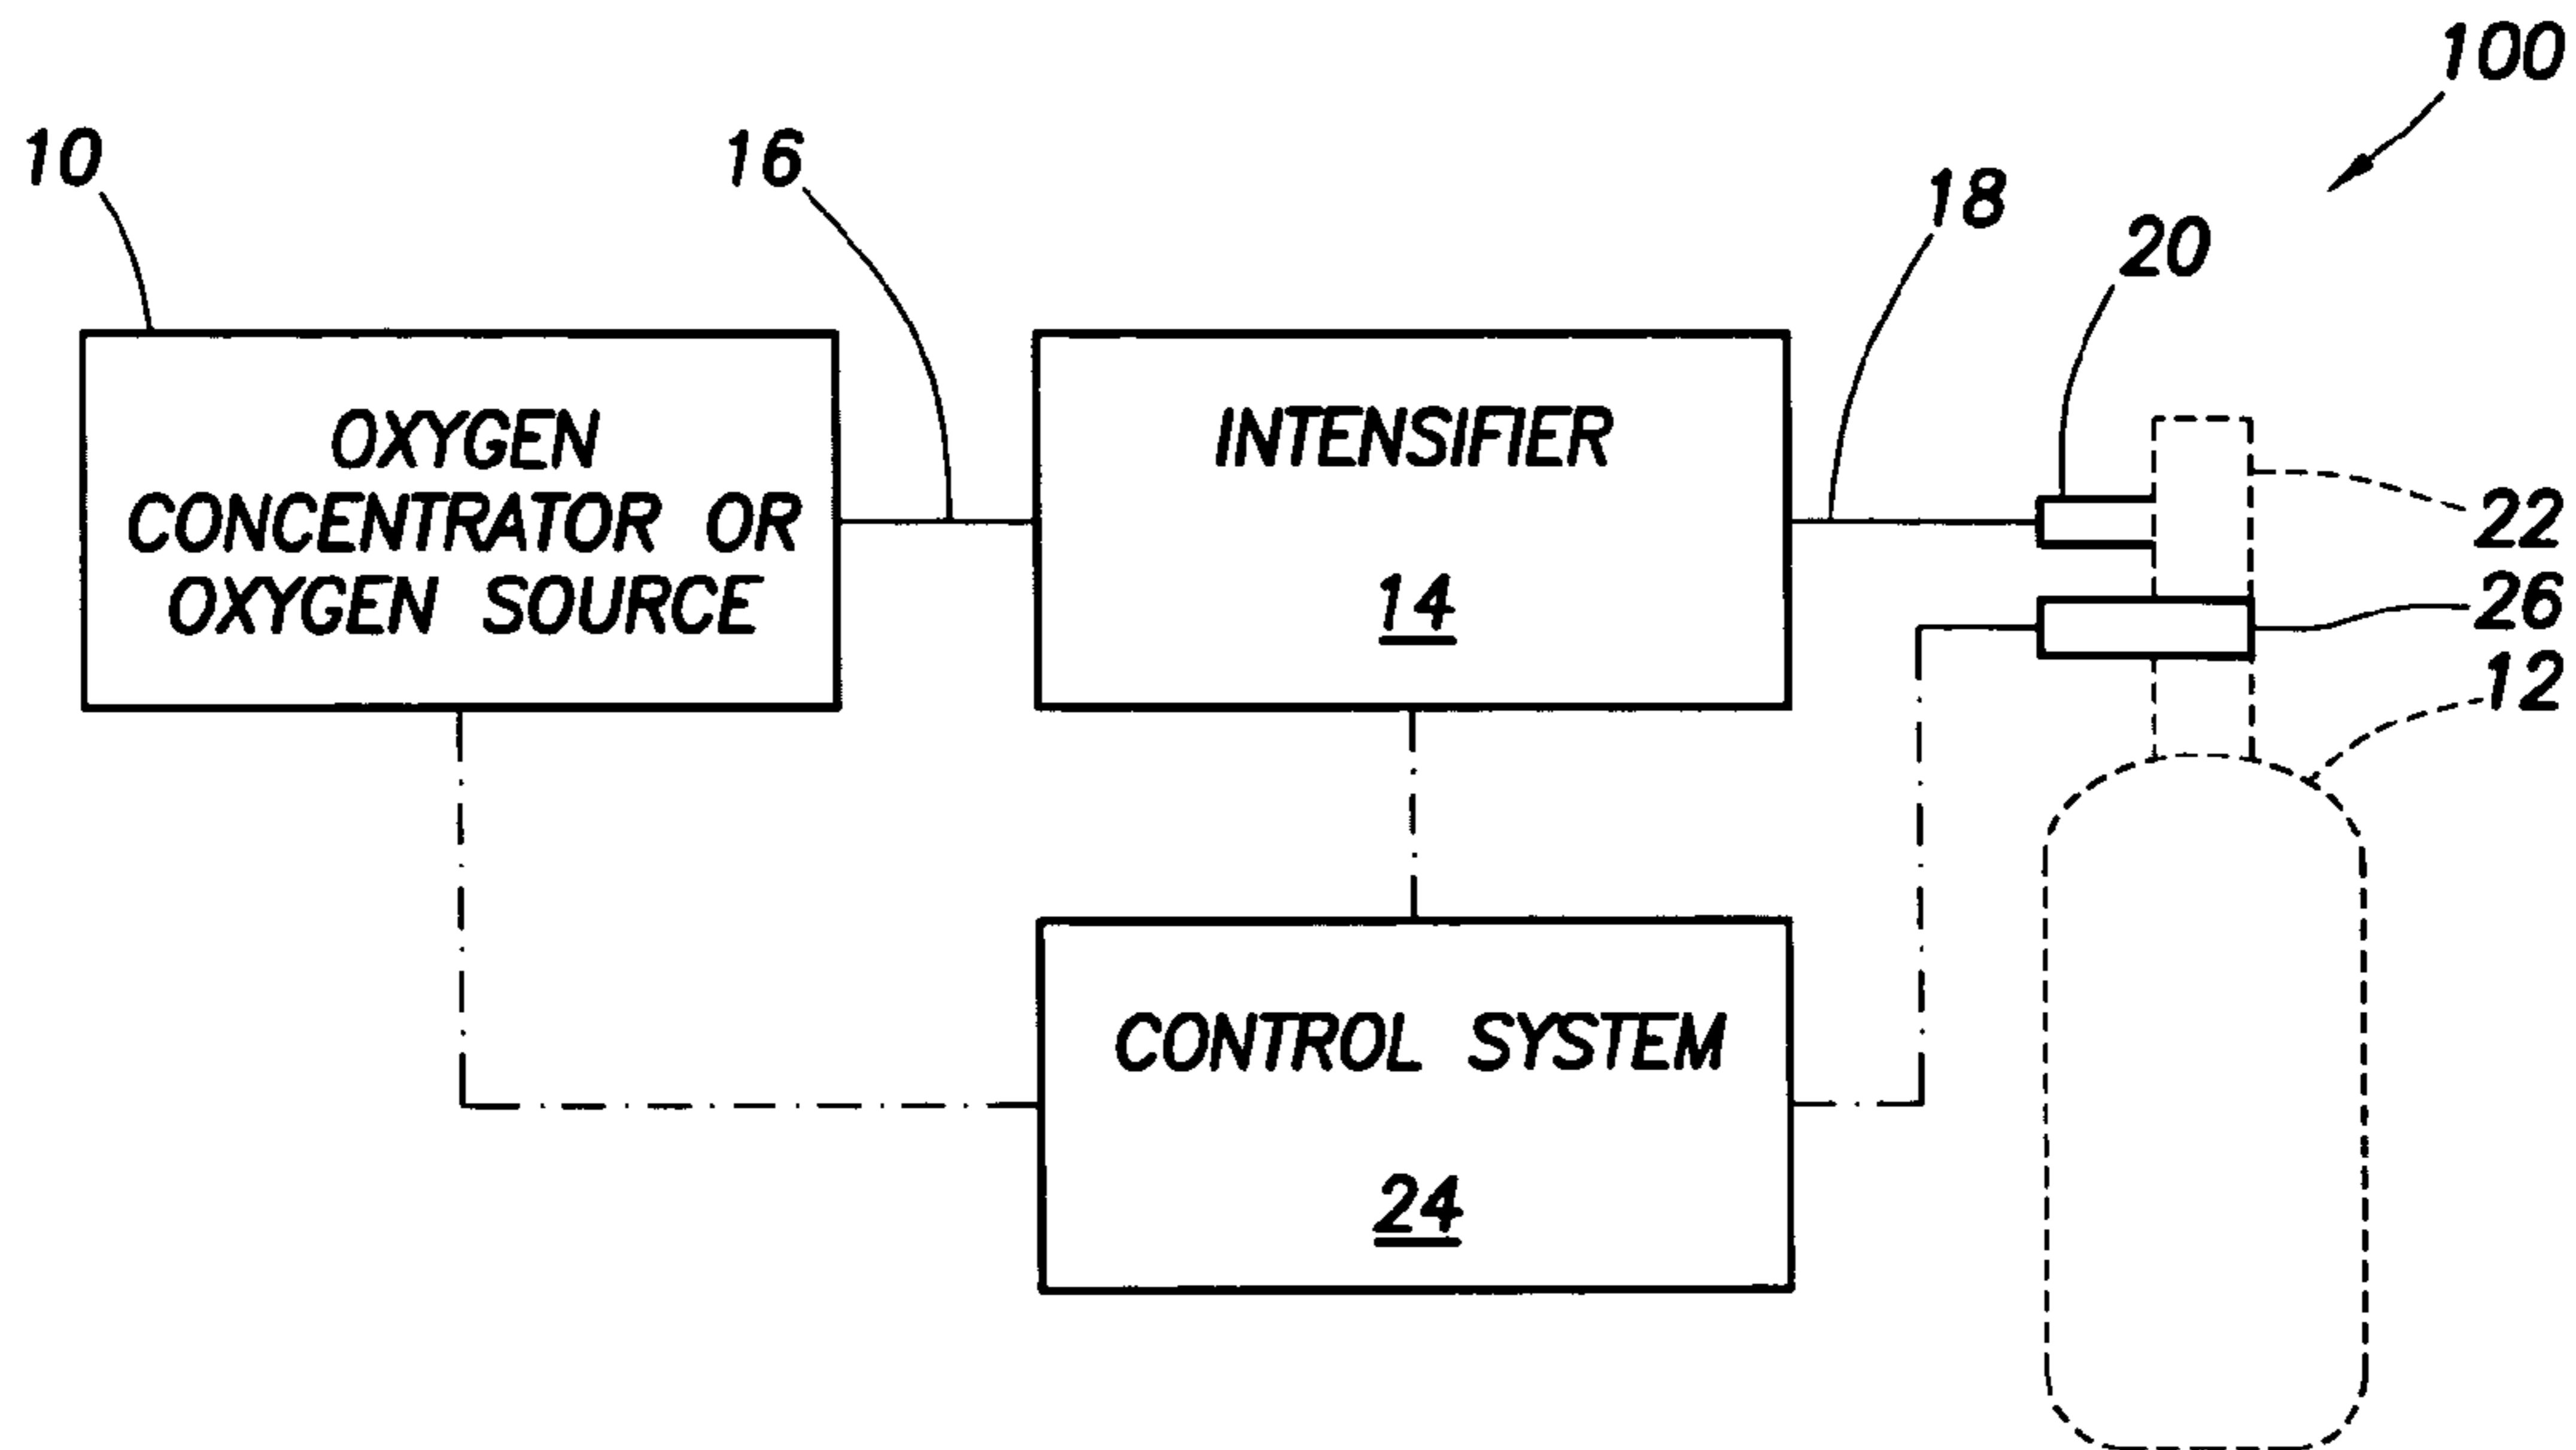 100
10
16
18
20
OXYGEN
CONCENTRATOR OR
OXYGEN SOURCE
INTENSIFIER
14
22
26
12
CONTROL SYSTEM
24